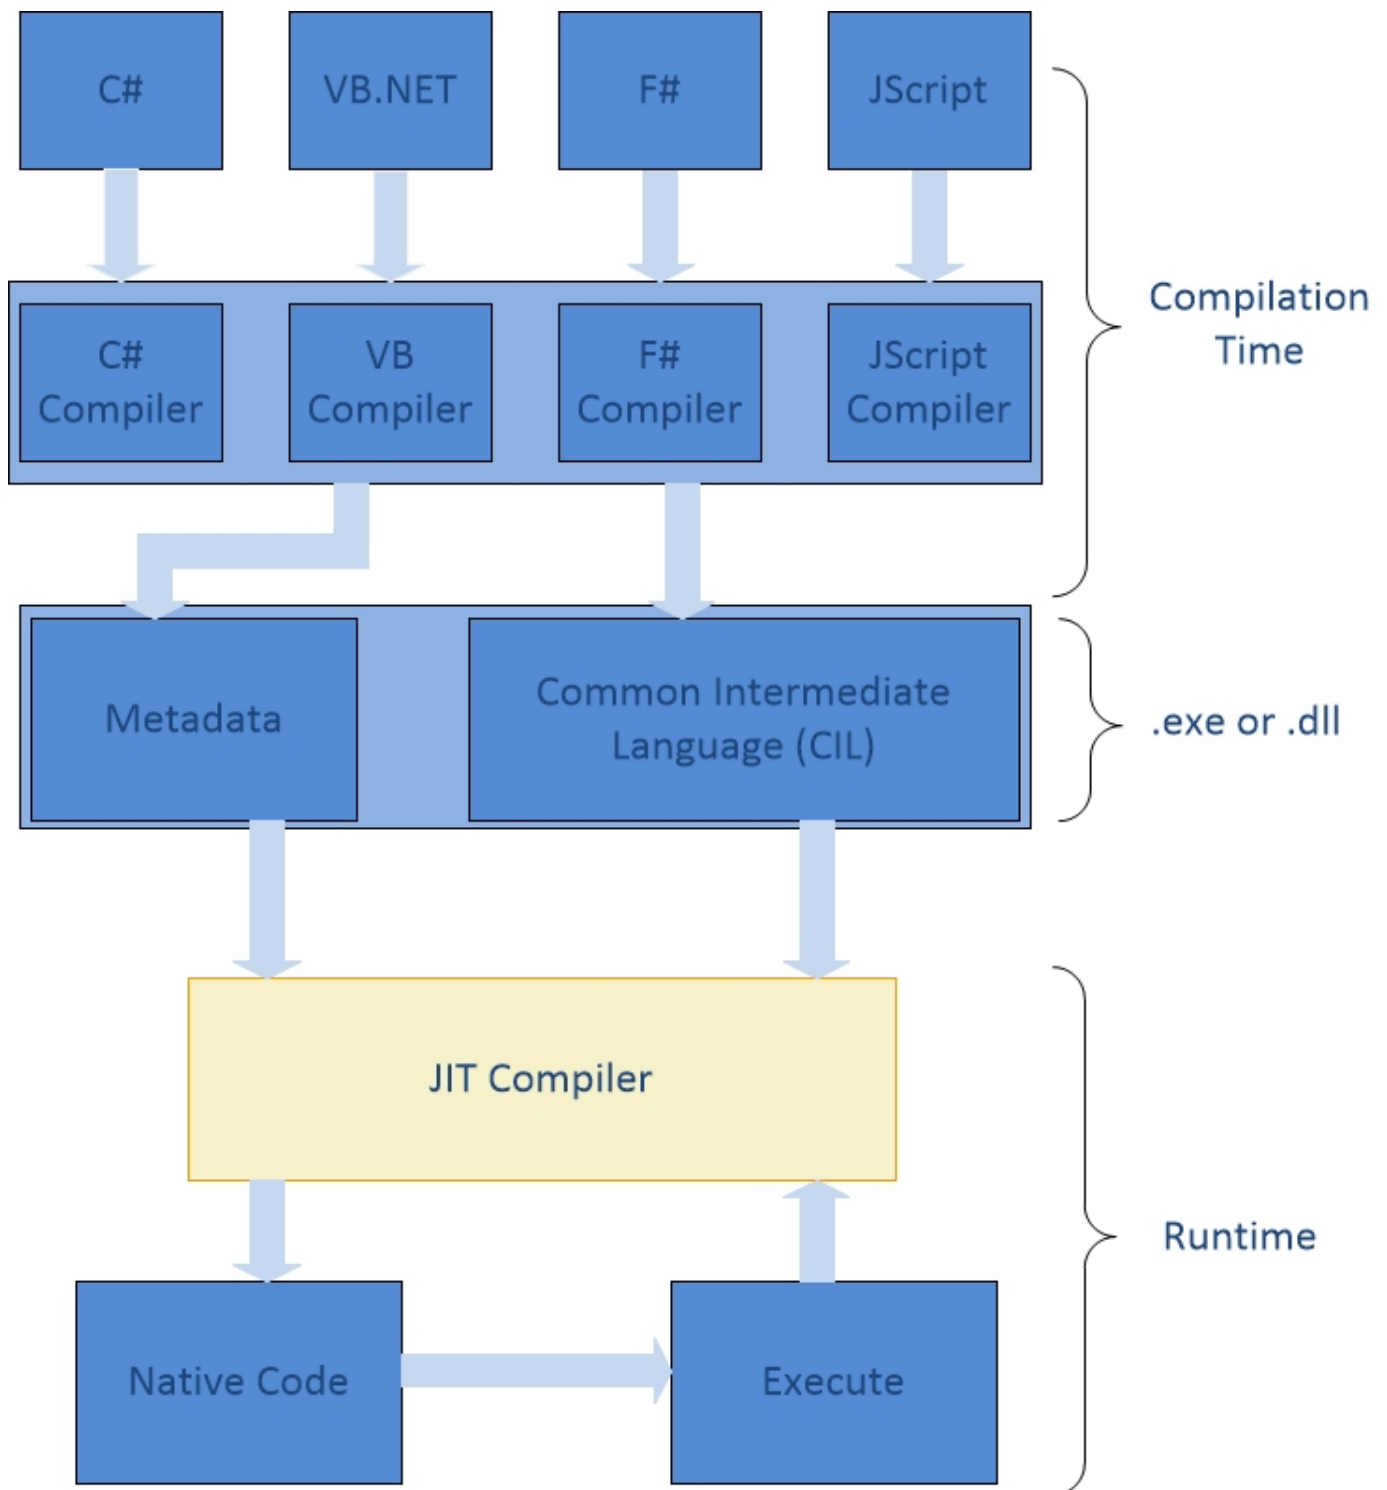 C#
VB.NET
F#
JScript
C#
Compiler
VB
Compiler
F#
Compiler
JScript
Compiler
Compilation
Time
Metadata
Common Intermediate
Language (CIL)
.exe or .dll
JIT Compiler
Runtime
Native Code
Execute